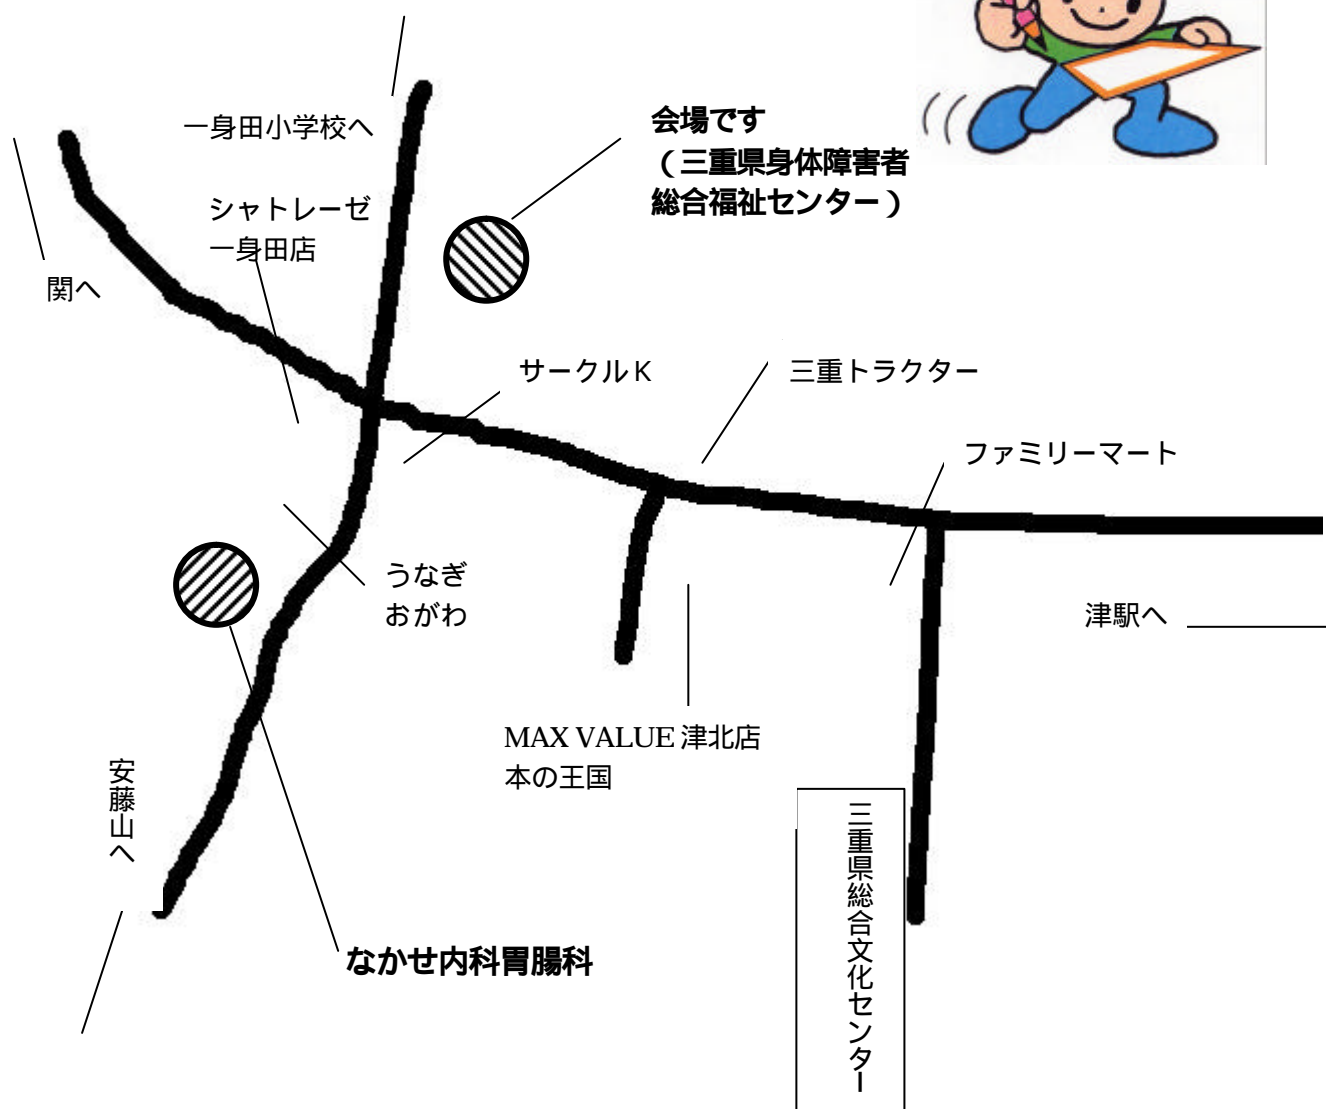 一身田小学校へ
会場です
（三重県身体障害者
総合福祉センター）
シャトレーゼ
一身田店
関へ
サークルK
三重トラクター
ファミリーマート
うなぎ
おがわ
津駅へ
MAX VALUE 津北店
本の王国
安藤山へ
三重県総合文化センター
なかせ内科胃腸科